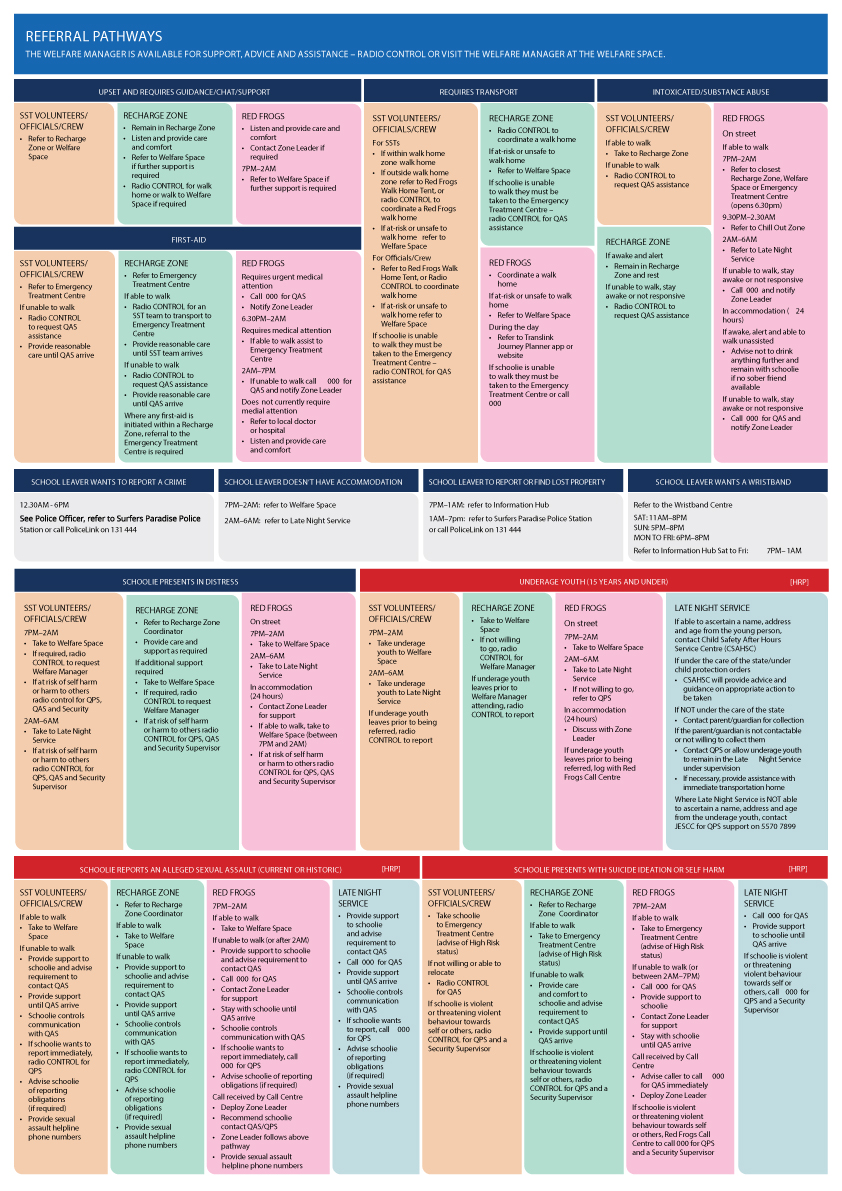 REFERRAL PATHWAYS
THE WELFARE MANAGER IS AVAILABLE FOR SUPPORT, ADVICE AND ASSISTANCE – RADIO CONTROL OR VISIT THE WELFARE MANAGER AT THE WELFARE SPACE.
UPSET AND REQUIRES GUIDANCE/CHAT/SUPPORT
SST VOLUNTEERS/
OFFICIALS/CREW
• Refer to Recharge
Zone or Welfare
Space
RECHARGE ZONE
• Remain in Recharge Zone
• Listen and provide care
and comfort
• Refer to Welfare Space
if further support is
required
• Radio CONTROL for walk
home or walk to Welfare
Space if required
RED FROGS
• Listen and provide care and
comfort
• Contact Zone Leader if
required
7PM–2AM
• Refer to Welfare Space if
further support is required
FIRST-AID
SST VOLUNTEERS/
OFFICIALS/CREW
• Refer to Emergency
Treatment Centre
If unable to walk
• Radio CONTROL
to request QAS
assistance
• Provide reasonable
care until QAS arrive
RECHARGE ZONE
• Refer to Emergency
Treatment Centre
If able to walk
• Radio CONTROL for an
SST team to transport to
Emergency Treatment
Centre
• Provide reasonable care
until SST team arrives
If unable to walk
• Radio CONTROL to
request QAS assistance
• Provide reasonable care
until QAS arrive
Where any first-aid is
initiated within a Recharge
Zone, referral to the
Emergency Treatment
Centre is required
RED FROGS
Requires urgent medical
attention
• Call 000 for QAS
• Notify Zone Leader
6.30PM–2AM
Requires medical attention
• If able to walk assist to
Emergency Treatment
Centre
2AM–7PM
• If unable to walk call 000 for
QAS and notify Zone Leader
Does not currently require
medial attention
• Refer to local doctor
or hospital
• Listen and provide care
and comfort
REQUIRES TRANSPORT
SST VOLUNTEERS/
OFFICIALS/CREW
For SSTs
• If within walk home
zone walk home
• If outside walk home
zone refer to Red Frogs
Walk Home Tent, or
radio CONTROL to
coordinate a Red Frogs
walk home
• If at-risk or unsafe to
walk home refer to
Welfare Space
For Officials/Crew
• Refer to Red Frogs Walk
Home Tent, or Radio
CONTROL to coordinate
walk home
• If at-risk or unsafe to
walk home refer to
Welfare Space
If schoolie is unable
to walk they must be
taken to the Emergency
Treatment Centre –
radio CONTROL for QAS
assistance
RECHARGE ZONE
• Radio CONTROL to
coordinate a walk home
If at-risk or unsafe to
walk home
• Refer to Welfare Space
If schoolie is unable
to walk they must be
taken to the Emergency
Treatment Centre –
radio CONTROL for QAS
assistance
RED FROGS
• Coordinate a walk
home
If at-risk or unsafe to walk
home
• Refer to Welfare Space
During the day
• Refer to Translink
Journey Planner app or
website
If schoolie is unable
to walk they must be
taken to the Emergency
Treatment Centre or call
000
INTOXICATED/SUBSTANCE ABUSE
SST VOLUNTEERS/
OFFICIALS/CREW
If able to walk
• Take to Recharge Zone
If unable to walk
• Radio CONTROL to
request QAS assistance
RECHARGE ZONE
If awake and alert
• Remain in Recharge
Zone and rest
If unable to walk, stay
awake or not responsive
• Radio CONTROL to
request QAS assistance
RED FROGS
On street
If able to walk
7PM–2AM
• Refer to closest
Recharge Zone, Welfare
Space or Emergency
Treatment Centre
(opens 6.30pm)
9.30PM–2.30AM
• Refer to Chill Out Zone
2AM–6AM
• Refer to Late Night
Service
If unable to walk, stay
awake or not responsive
• Call 000 and notify
Zone Leader
In accommodation ( 24
hours)
If awake, alert and able to
walk unassisted
• Advise not to drink
anything further and
remain with schoolie
if no sober friend
available
If unable to walk, stay
awake or not responsive
• Call 000 for QAS and
notify Zone Leader
SCHOOL LEAVER WANTS TO REPORT A CRIME
12.30AM - 6PM
See Police Officer, refer to Surfers Paradise Police
Station or call PoliceLink on 131 444
SCHOOL LEAVER DOESN'T HAVE ACCOMMODATION
7PM–2AM: refer to Welfare Space
2AM–6AM: refer to Late Night Service
SCHOOL LEAVER TO REPORT OR FIND LOST PROPERTY
7PM–1AM: refer to Information Hub
1AM–7pm: refer to Surfers Paradise Police Station
or call PoliceLink on 131 444
SCHOOL LEAVER WANTS A WRISTBAND
Refer to the Wristband Centre
SAT: 11AM–8PM
SUN: 5PM–8PM
MON TO FRI: 6PM–8PM
Refer to Information Hub Sat to Fri: 7PM– 1AM
SCHOOLIE PRESENTS IN DISTRESS
SST VOLUNTEERS/
OFFICIALS/CREW
7PM–2AM
• Take to Welfare Space
• If required, radio
CONTROL to request
Welfare Manager
• If at risk of self harm
or harm to others
radio control for QPS,
QAS and Security
2AM–6AM
• Take to Late Night
Service
• If at risk of self harm
or harm to others
radio CONTROL for
QPS, QAS and Security
Supervisor
RECHARGE ZONE
• Refer to Recharge Zone
Coordinator
• Provide care and
support as required
If additional support
required
• Take to Welfare Space
• If required, radio
CONTROL to request
Welfare Manager
• If at risk of self harm
or harm to others radio
CONTROL for QPS, QAS
and Security Supervisor
RED FROGS
On street
7PM–2AM
• Take to Welfare Space
2AM–6AM
• Take to Late Night
Service
In accommodation
(24 hours)
• Contact Zone Leader
for support
• If able to walk, take to
Welfare Space (between
7PM and 2AM)
• If at risk of self harm
or harm to others radio
CONTROL for QPS, QAS
and Security Supervisor
UNDERAGE YOUTH (15 YEARS AND UNDER) [HRP]
SST VOLUNTEERS/
OFFICIALS/CREW
7PM–2AM
• Take underage
youth to Welfare
Space
2AM–6AM
• Take underage
youth to Late Night
Service
If underage youth
leaves prior to being
referred, radio
CONTROL to report
RECHARGE ZONE
• Take to Welfare
Space
• If not willing
to go, radio
CONTROL for
Welfare Manager
If underage youth
leaves prior to
Welfare Manager
attending, radio
CONTROL to report
RED FROGS
On street
7PM–2AM
• Take to Welfare Space
2AM–6AM
• Take to Late Night
Service
• If not willing to go,
refer to QPS
In accommodation
(24 hours)
• Discuss with Zone
Leader
If underage youth
leaves prior to being
referred, log with Red
Frogs Call Centre
LATE NIGHT SERVICE
If able to ascertain a name, address
and age from the young person,
contact Child Safety After Hours
Service Centre (CSAHSC)
If under the care of the state/under
child protection orders
• CSAHSC will provide advice and
guidance on appropriate action to
be taken
If NOT under the care of the state
• Contact parent/guardian for collection
If the parent/guardian is not contactable
or not willing to collect them
• Contact QPS or allow underage youth
to remain in the Late Night Service
under supervision
• If necessary, provide assistance with
immediate transportation home
Where Late Night Service is NOT able
to ascertain a name, address and age
from the underage youth, contact
JESCC for QPS support on 5570 7899
SCHOOLIE REPORTS AN ALLEGED SEXUAL ASSAULT (CURRENT OR HISTORIC) [HRP]
SST VOLUNTEERS/
OFFICIALS/CREW
If able to walk
• Take to Welfare
Space
If unable to walk
• Provide support to
schoolie and advise
requirement to
contact QAS
• Provide support
until QAS arrive
• Schoolie controls
communication
with QAS
• If schoolie wants to
report immediately,
radio CONTROL for
QPS
• Advise schoolie
of reporting
obligations
(if required)
• Provide sexual
assault helpline
phone numbers
RECHARGE ZONE
• Refer to Recharge
Zone Coordinator
If able to walk
• Take to Welfare
Space
If unable to walk
• Provide support to
schoolie and advise
requirement to
contact QAS
• Provide support
until QAS arrive
• Schoolie controls
communication
with QAS
• If schoolie wants to
report immediately,
radio CONTROL for
QPS
• Advise schoolie
of reporting
obligations
(if required)
• Provide sexual
assault helpline
phone numbers
RED FROGS
7PM–2AM
If able to walk
• Take to Welfare Space
If unable to walk (or after 2AM)
• Provide support to schoolie
and advise requirement to
contact QAS
• Call 000 for QAS
• Contact Zone Leader
for support
• Stay with schoolie until
QAS arrive
• Schoolie controls
communication with QAS
• If schoolie wants to
report immediately, call
000 for QPS
• Advise schoolie of reporting
obligations (if required)
Call received by Call Centre
• Deploy Zone Leader
• Recommend schoolie
contact QAS/QPS
• Zone Leader follows above
pathway
• Provide sexual assault
helpline phone numbers
LATE NIGHT
SERVICE
• Provide support
to schoolie
and advise
requirement to
contact QAS
• Call 000 for QAS
• Provide support
until QAS arrive
• Schoolie controls
communication
with QAS
• If schoolie wants
to report, call 000
for QPS
• Advise schoolie
of reporting
obligations
(if required)
• Provide sexual
assault helpline
phone numbers
SCHOOLIE PRESENTS WITH SUICIDE IDEATION OR SELF HARM [HRP]
SST VOLUNTEERS/
OFFICIALS/CREW
• Take schoolie
to Emergency
Treatment Centre
(advise of High Risk
status)
If not willing or able to
relocate
• Radio CONTROL
for QAS
If schoolie is violent
or threatening violent
behaviour towards
self or others, radio
CONTROL for QPS and a
Security Supervisor
RECHARGE ZONE
• Refer to Recharge
Zone Coordinator
If able to walk
• Take to Emergency
Treatment Centre
(advise of High Risk
status)
If unable to walk
• Provide care
and comfort to
schoolie and advise
requirement to
contact QAS
• Provide support until
QAS arrive
If schoolie is violent
or threatening violent
behaviour towards
self or others, radio
CONTROL for QPS and a
Security Supervisor
RED FROGS
7PM–2AM
If able to walk
• Take to Emergency
Treatment Centre
(advise of High Risk
status)
If unable to walk (or
between 2AM–7PM)
• Call 000 for QAS
• Provide support to
schoolie
• Contact Zone Leader
for support
• Stay with schoolie
until QAS arrive
Call received by Call
Centre
• Advise caller to call 000
for QAS immediately
• Deploy Zone Leader
If schoolie is violent
or threatening violent
behaviour towards self
or others, Red Frogs Call
Centre to call 000 for QPS
and a Security Supervisor
LATE NIGHT
SERVICE
• Call 000 for QAS
• Provide support
to schoolie until
QAS arrive
If schoolie is violent
or threatening
violent behaviour
towards self or
others, call 000 for
QPS and a Security
Supervisor